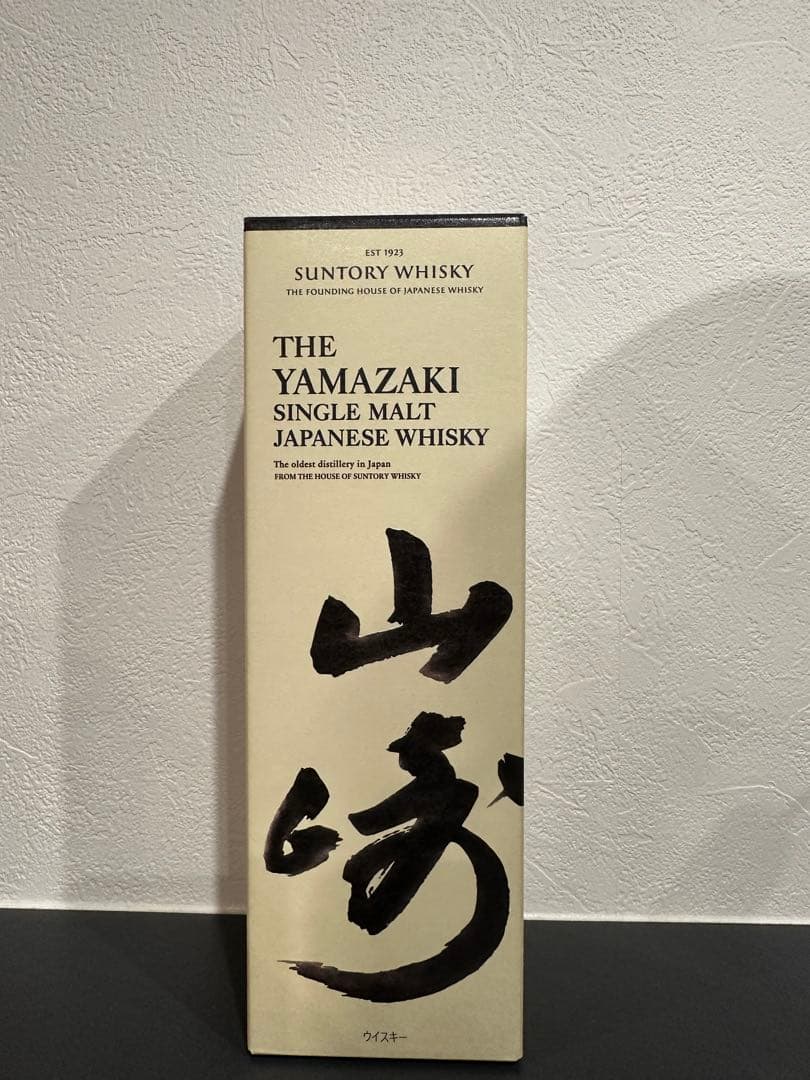 EST 1923
SUNTORY WHISKY
THE FOUNDING HOUSE OF JAPANESE WHISKY
THE
YAMAZAKI
SINGLE MALT
JAPANESE WHISKY
The oldest distillery in Japan
FROM THE HOUSE OF SUNTORY WHISKY
山
崎
ウイスキー